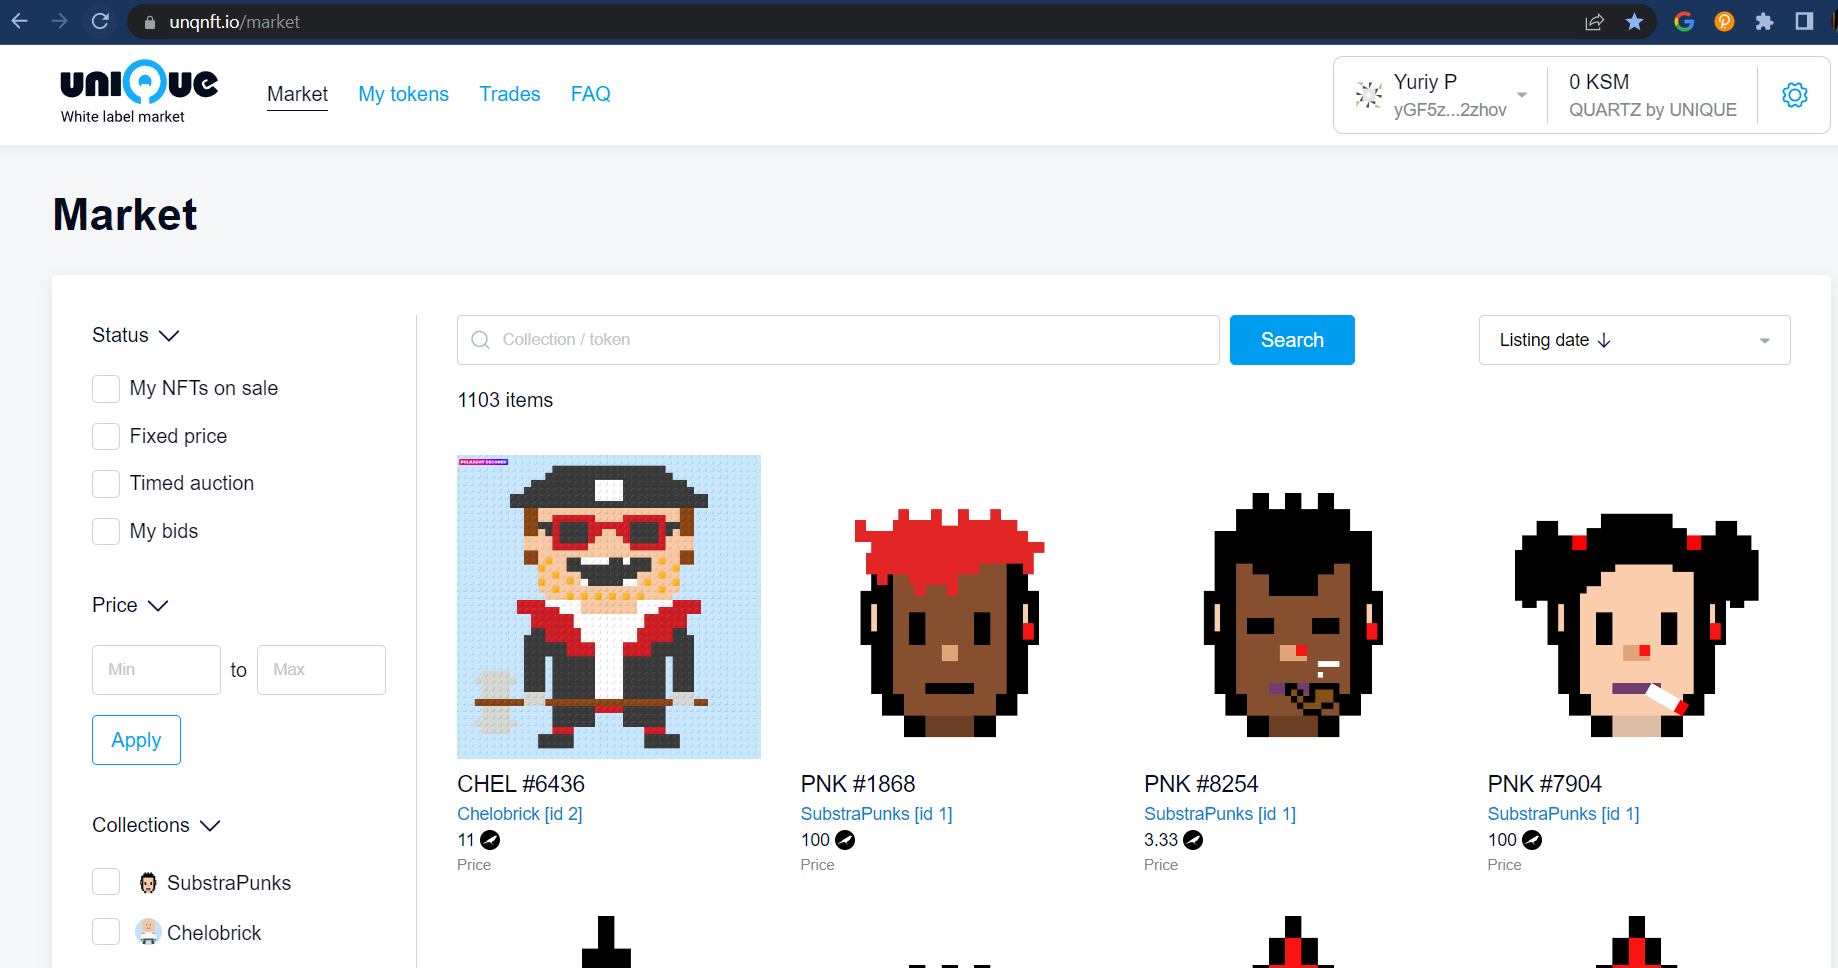 unqnft.io/market
uniQue
White label market
Market
My tokens
Trades
FAQ
Yuriy P
yGF5z...2zhov
0 KSM
QUARTZ by UNIQUE
Market
Status
My NFTs on sale
Fixed price
Timed auction
My bids
Price
Min
to
Max
Apply
Collections
SubstraPunks
Chelobrick
Collection / token
Search
Listing date ↓
1103 items
POLKADOT DECODED
CHEL #6436
Chelobrick [id 2]
11
Price
PNK #1868
SubstraPunks [id 1]
100
Price
PNK #8254
SubstraPunks [id 1]
3.33
Price
PNK #7904
SubstraPunks [id 1]
100
Price